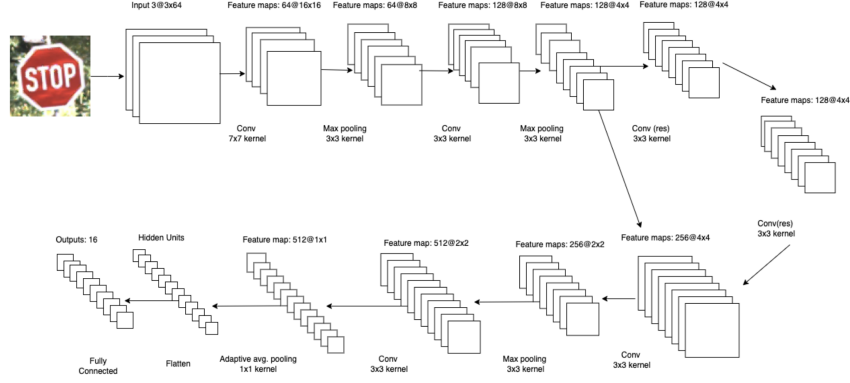 Input 3@3x64
Feature maps: 64@16x16
Feature maps: 64@8x8
Feature maps: 128@8x8
Feature maps: 128@4x4
Feature maps: 128@4x4
STOP
Feature maps: 128@4x4
Conv
7x7 kernel
Max pooling
3x3 kernel
Conv
3x3 kernel
Max pooling
3x3 kernel
Conv (res)
3x3 kernel
Conv(res)
3x3 kernel
Outputs: 16
Hidden Units
Feature map: 512@1x1
Feature map: 512@2x2
Feature maps: 256@2x2
Feature maps: 256@4x4
Fully
Connected
Flatten
Adaptive avg. pooling
1x1 kernel
Conv
3x3 kernel
Max pooling
3x3 kernel
Conv
3x3 kernel